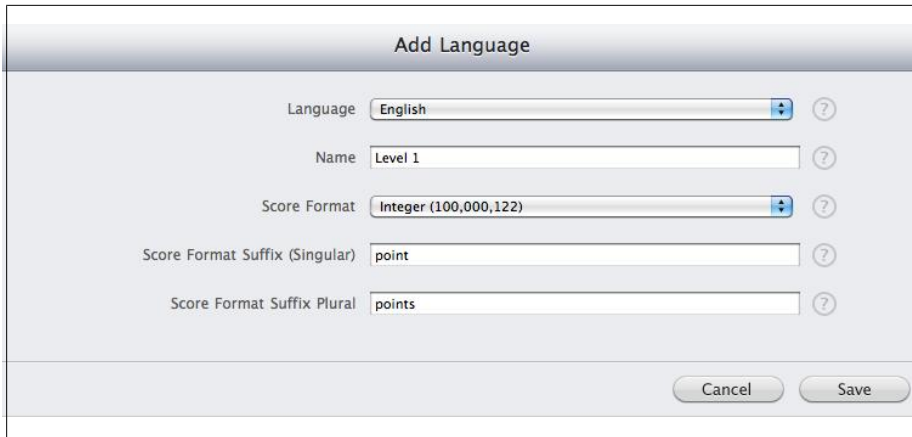 Add Language
Language English ?
Name Level 1 ?
Score Format Integer (100,000,122) ?
Score Format Suffix (Singular) point ?
Score Format Suffix Plural points ?
Cancel Save